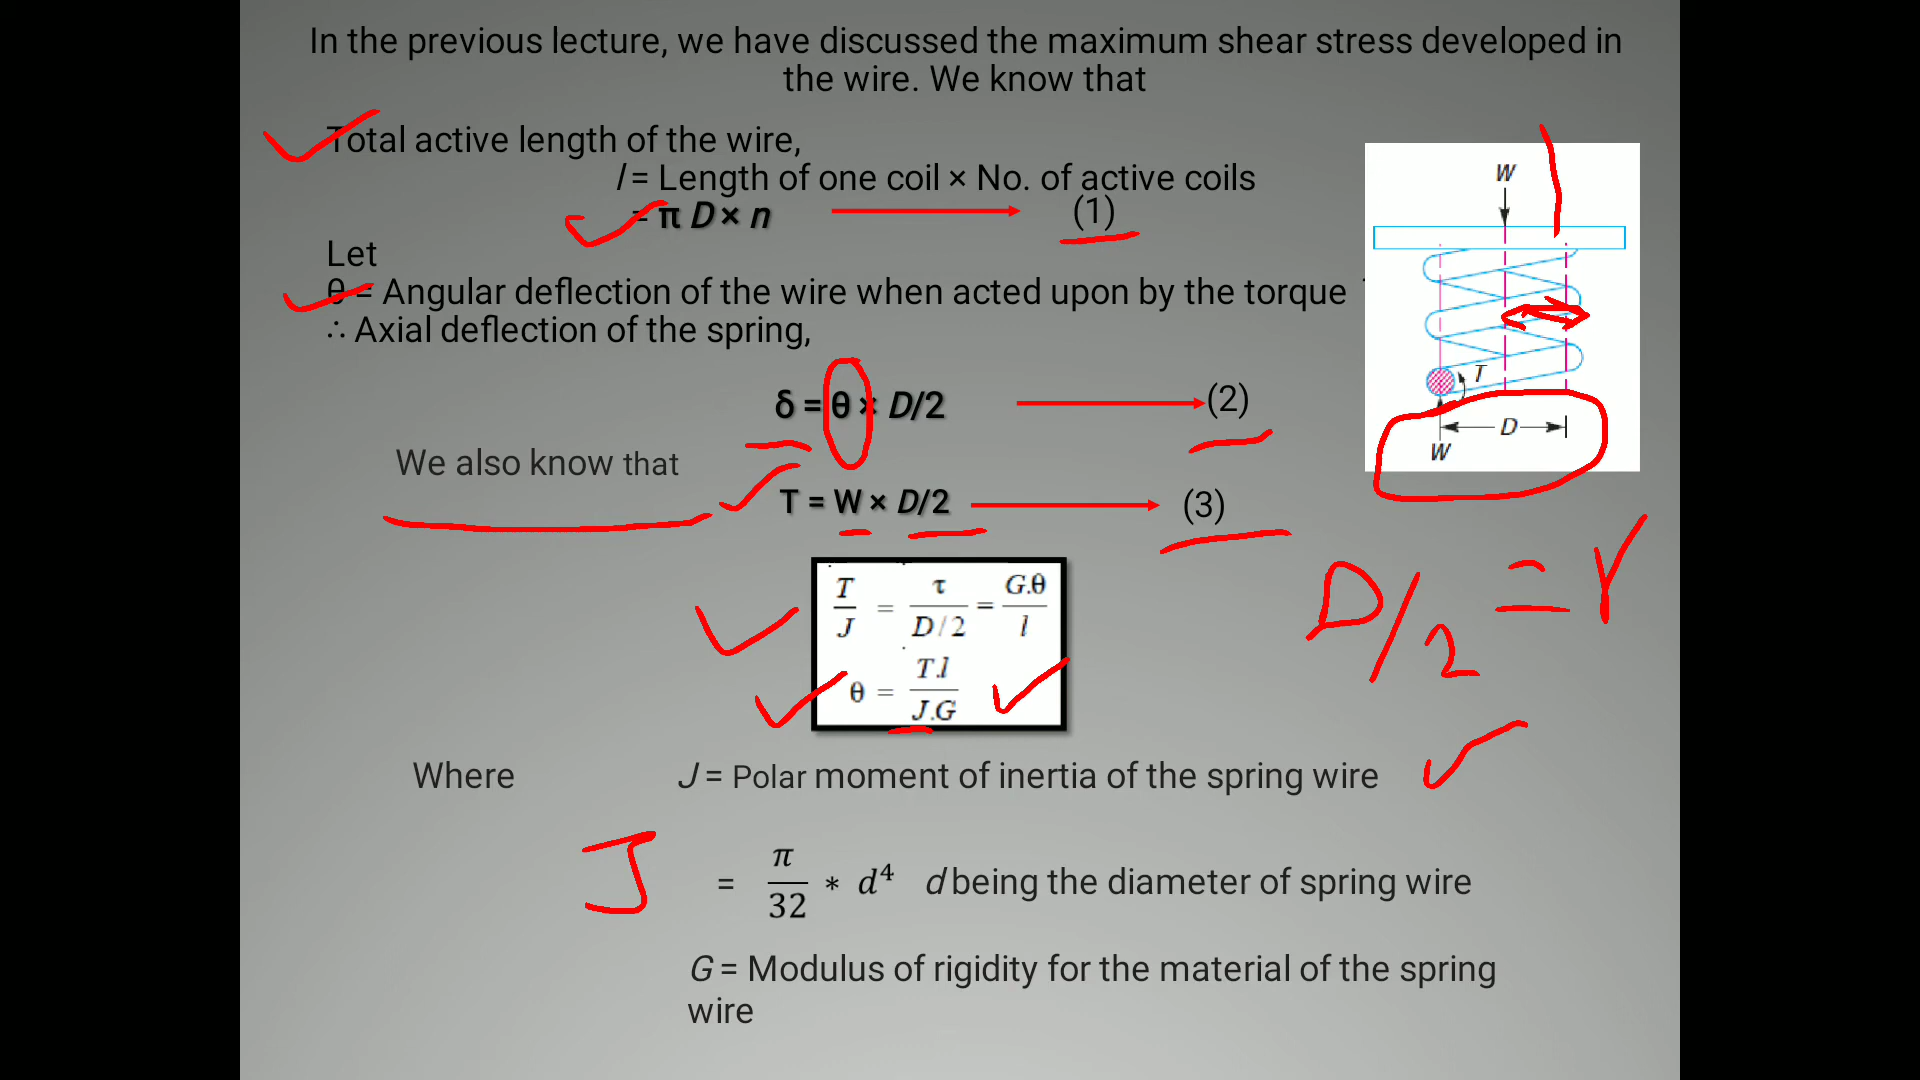 In the previous lecture, we have discussed the maximum shear stress developed in
the wire. We know that
Total active length of the wire,
l = Length of one coil × No. of active coils
= π D × n (1)
Let
θ = Angular deflection of the wire when acted upon by the torque
∴ Axial deflection of the spring,
δ = θ × D/2 (2)
We also know that
T = W × D/2 (3)
T/J = τ/(D/2) = G.θ/l
θ = T.l/J.G
Where J = Polar moment of inertia of the spring wire
J
= π/32 * d⁴ d being the diameter of spring wire
G = Modulus of rigidity for the material of the spring
wire
W
T
D
W
D/2 = r